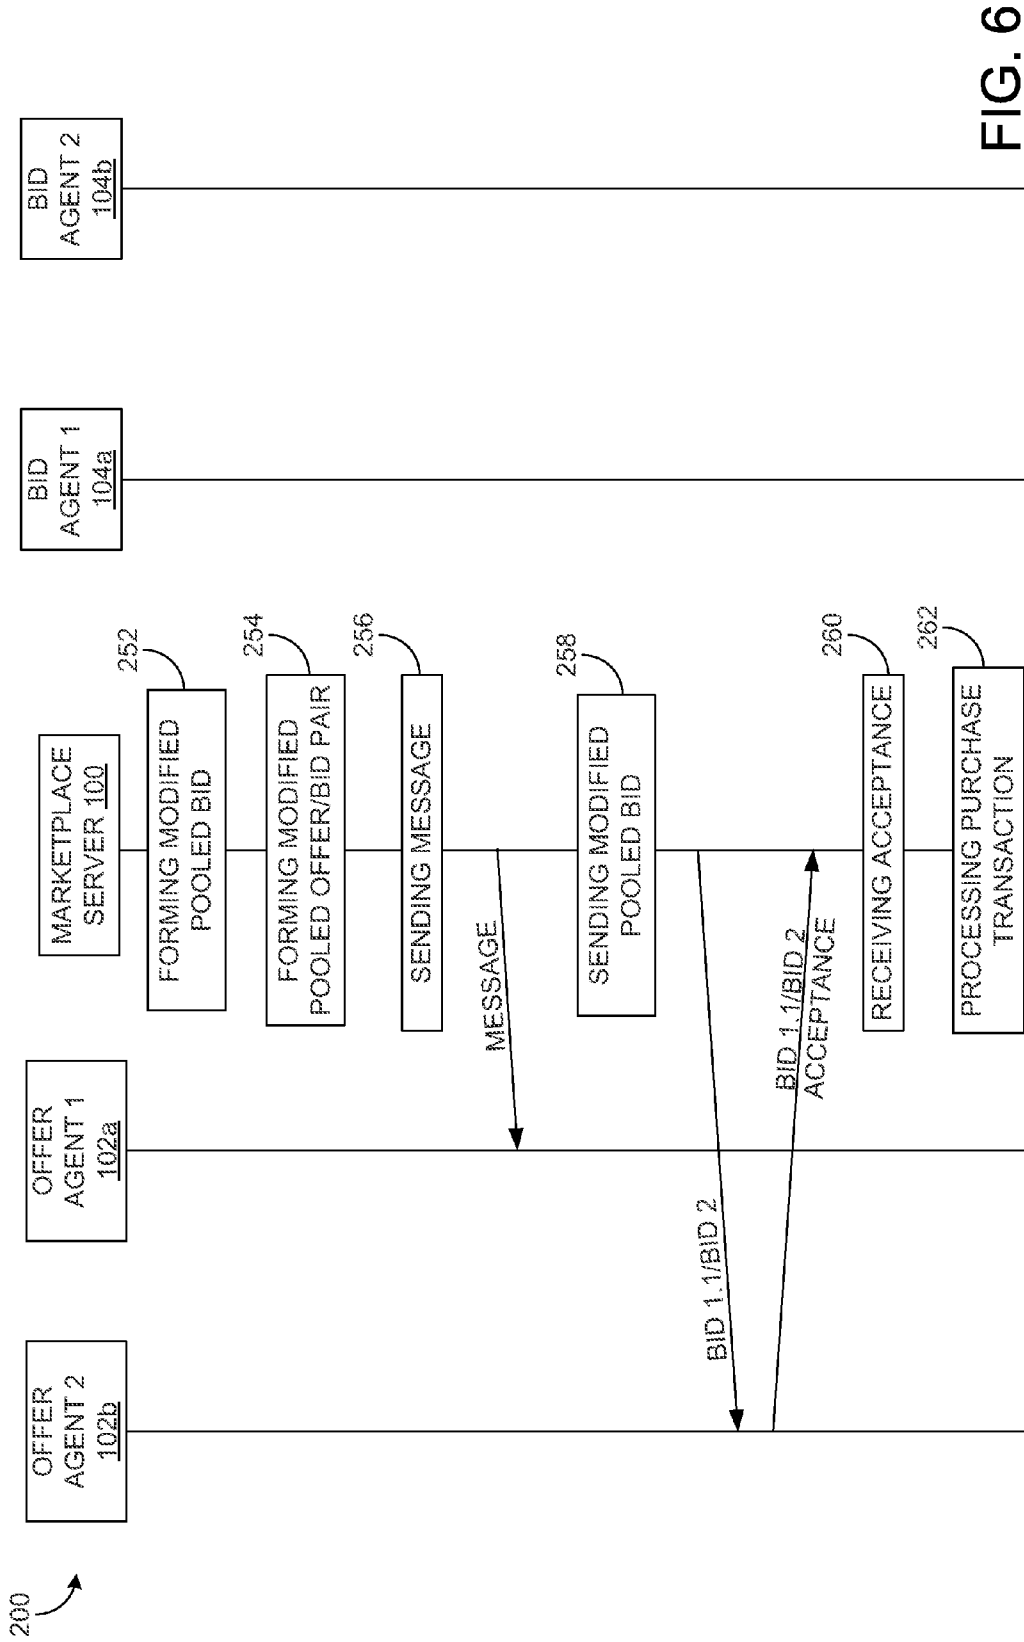 200
OFFER
AGENT 2
102b
OFFER
AGENT 1
102a
MARKETPLACE
SERVER 100
BID
AGENT 1
104a
BID
AGENT 2
104b
FORMING MODIFIED
POOLED BID
252
FORMING MODIFIED
POOLED OFFER/BID PAIR
254
SENDING MESSAGE
256
MESSAGE
SENDING MODIFIED
POOLED BID
258
BID 1.1/BID 2
BID 1.1/BID 2
ACCEPTANCE
RECEIVING ACCEPTANCE
260
PROCESSING PURCHASE
TRANSACTION
262
FIG. 6